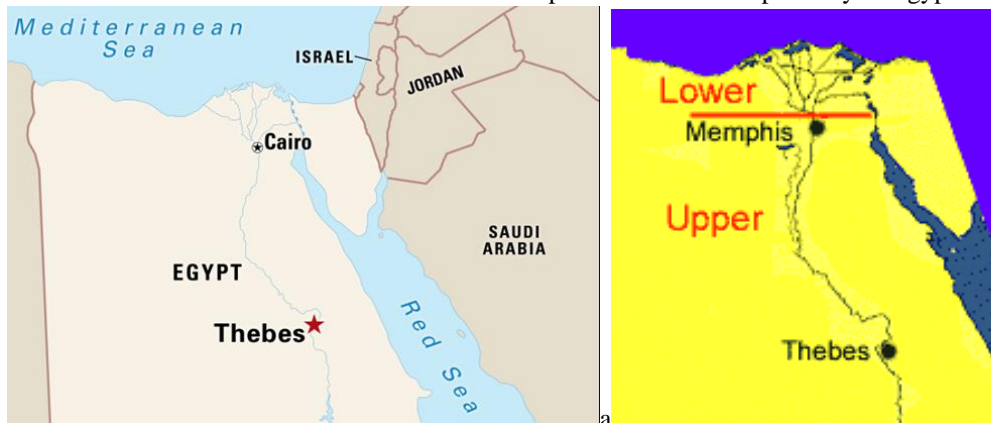 Mediterranean
Sea
ISRAEL
JORDAN
Cairo
SAUDI
ARABIA
EGYPT
Thebes
Red Sea
a
Lower
Memphis
Upper
Thebes